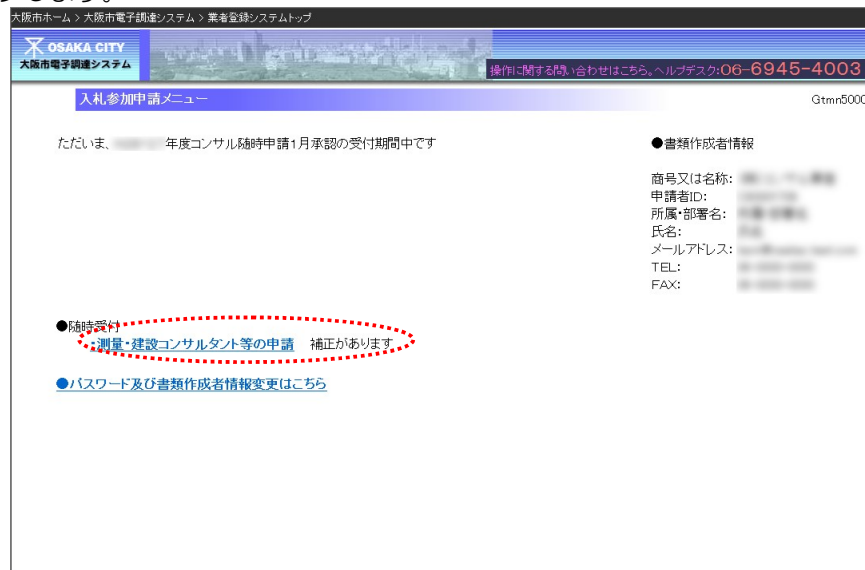 します。
大阪市ホーム > 大阪市電子調達システム > 業者登録システムトップ
OSAKA CITY
大阪市電子調達システム
操作に関する問い合わせはこちら。ヘルプデスク:06-6945-4003
入札参加申請メニュー
Gtmn5000
ただいま、 年度コンサル随時申請1月承認の受付期間中です
●書類作成者情報
商号又は名称:
申請者ID:
所属・部署名:
氏名:
メールアドレス:
TEL:
FAX:
●随時受付
・測量・建設コンサルタント等の申請 補正があります
●パスワード及び書類作成者情報変更はこちら